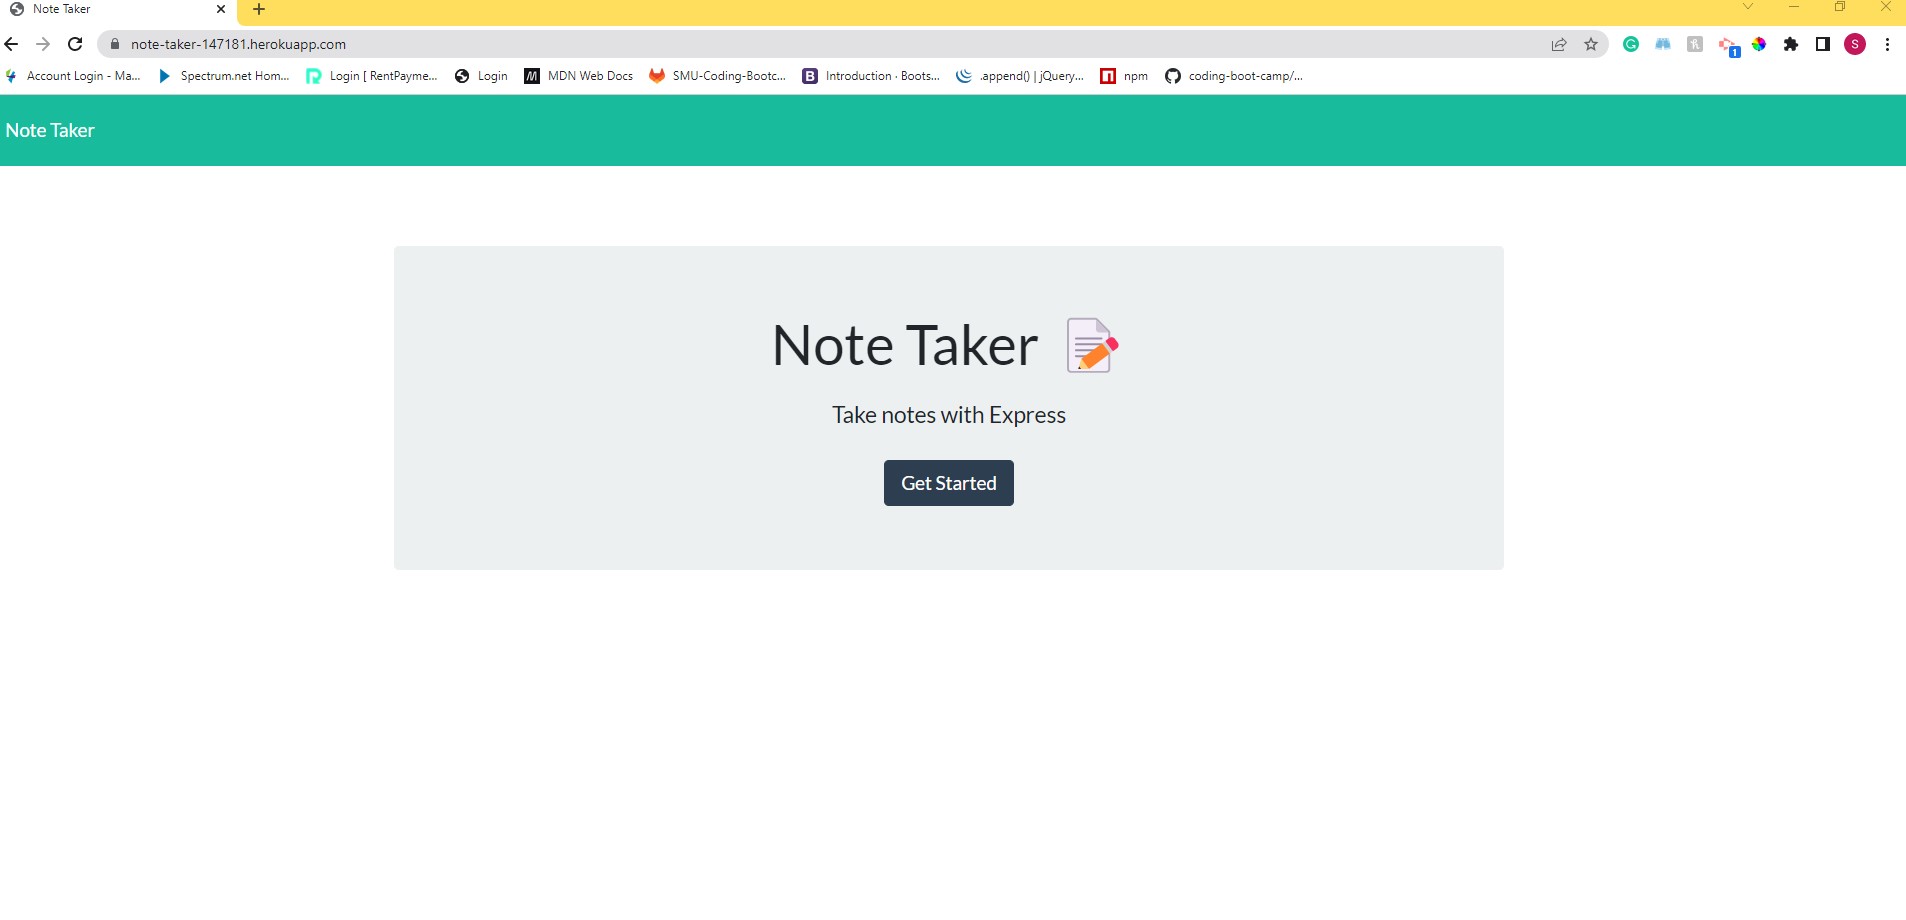 Note Taker
note-taker-147181.herokuapp.com
1
S
Account Login - Ma... Spectrum.net Hom... Login [ RentPayme... Login MDN Web Docs SMU-Coding-Bootc... Introduction · Boots... .append() | jQuery... npm coding-boot-camp/...
Note Taker
Note Taker
Take notes with Express
Get Started